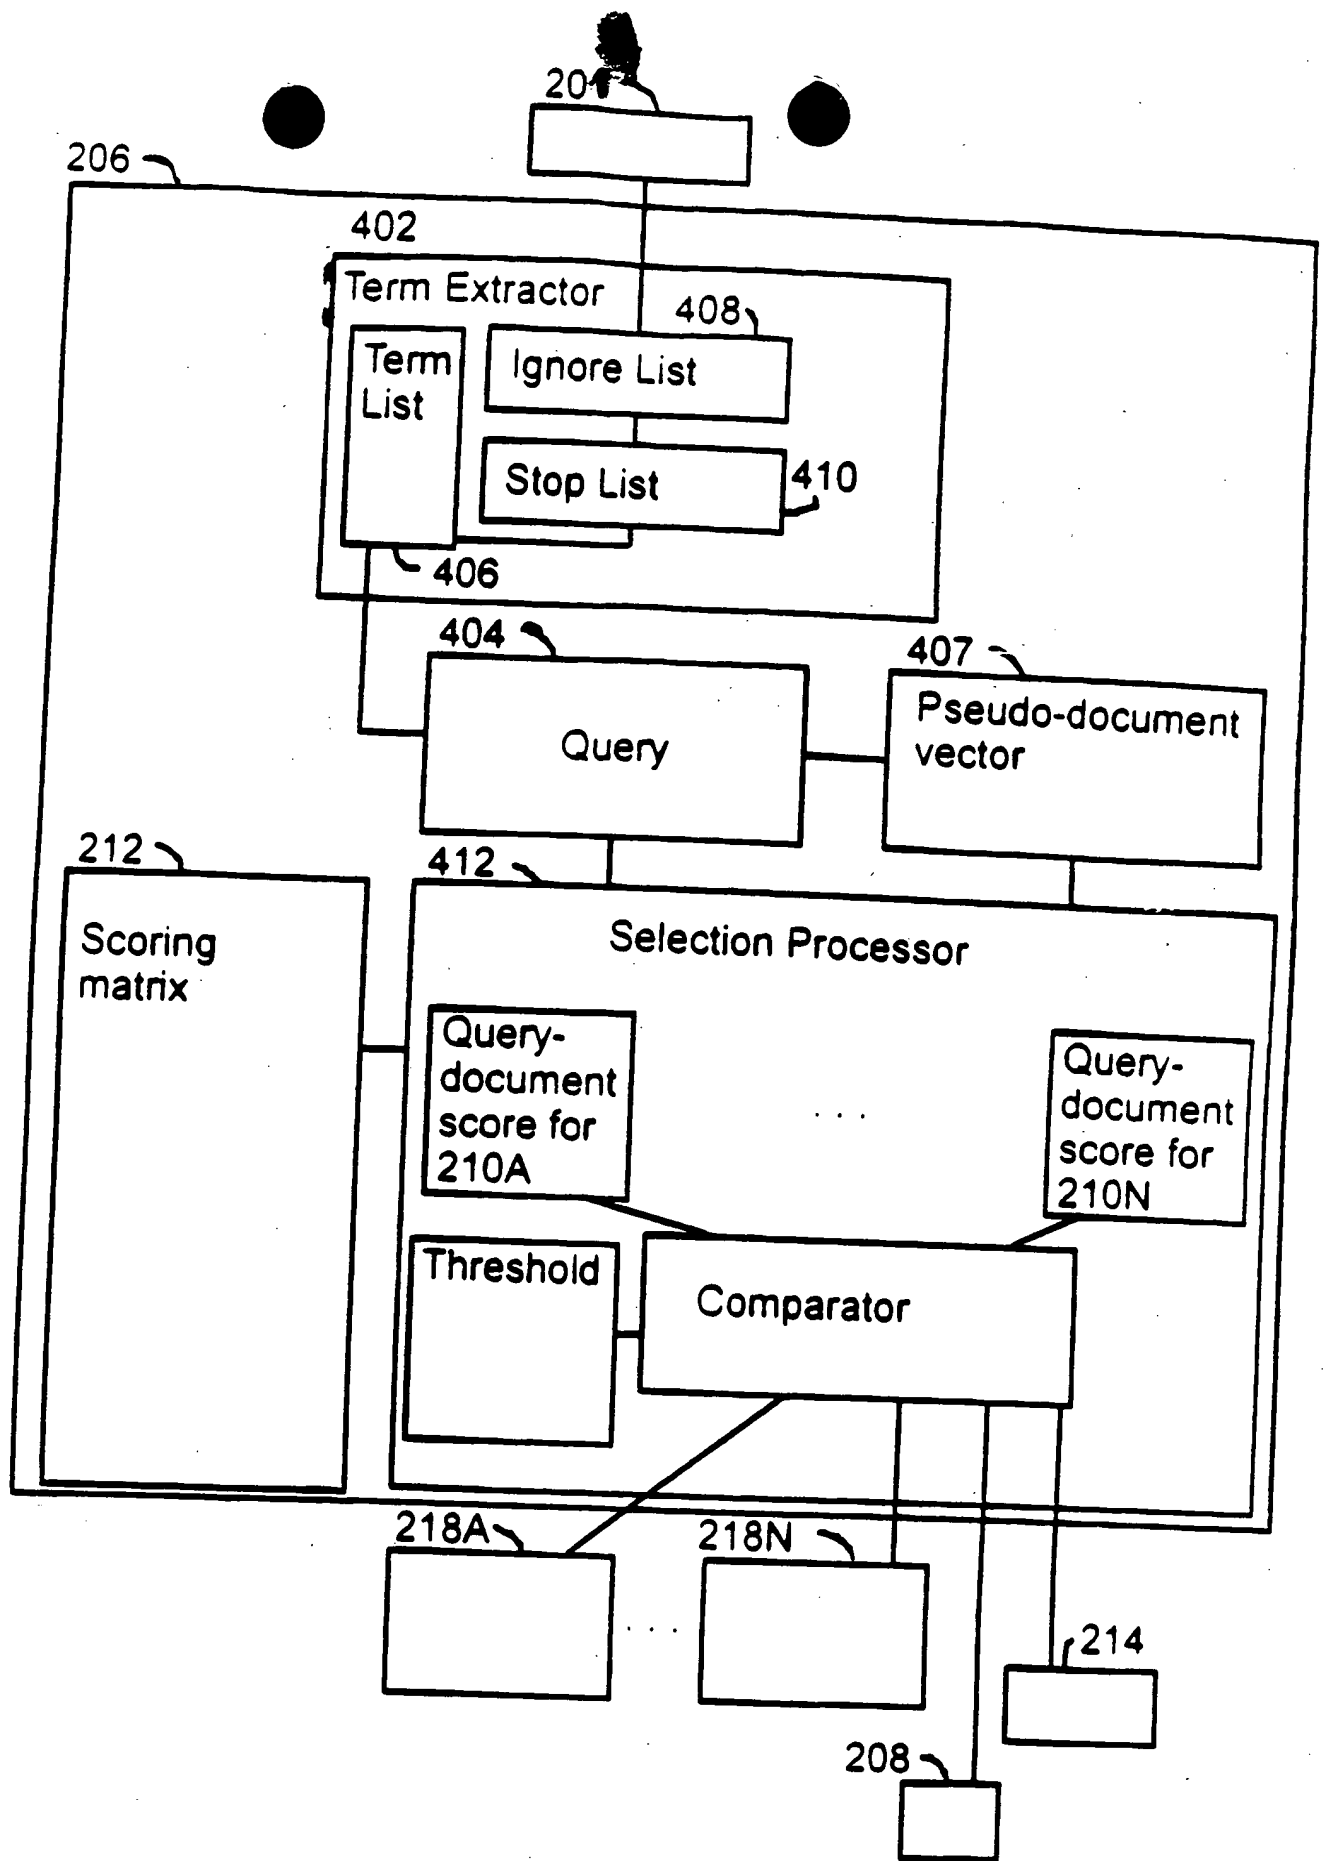 20
206
402
Term Extractor
408
Term
List
Ignore List
Stop List
410
406
404
407
Query
Pseudo-document
vector
212
412
Scoring
matrix
Selection Processor
Query-
document
score for
210A
. . .
Query-
document
score for
210N
Threshold
Comparator
218A
218N
. . .
214
208